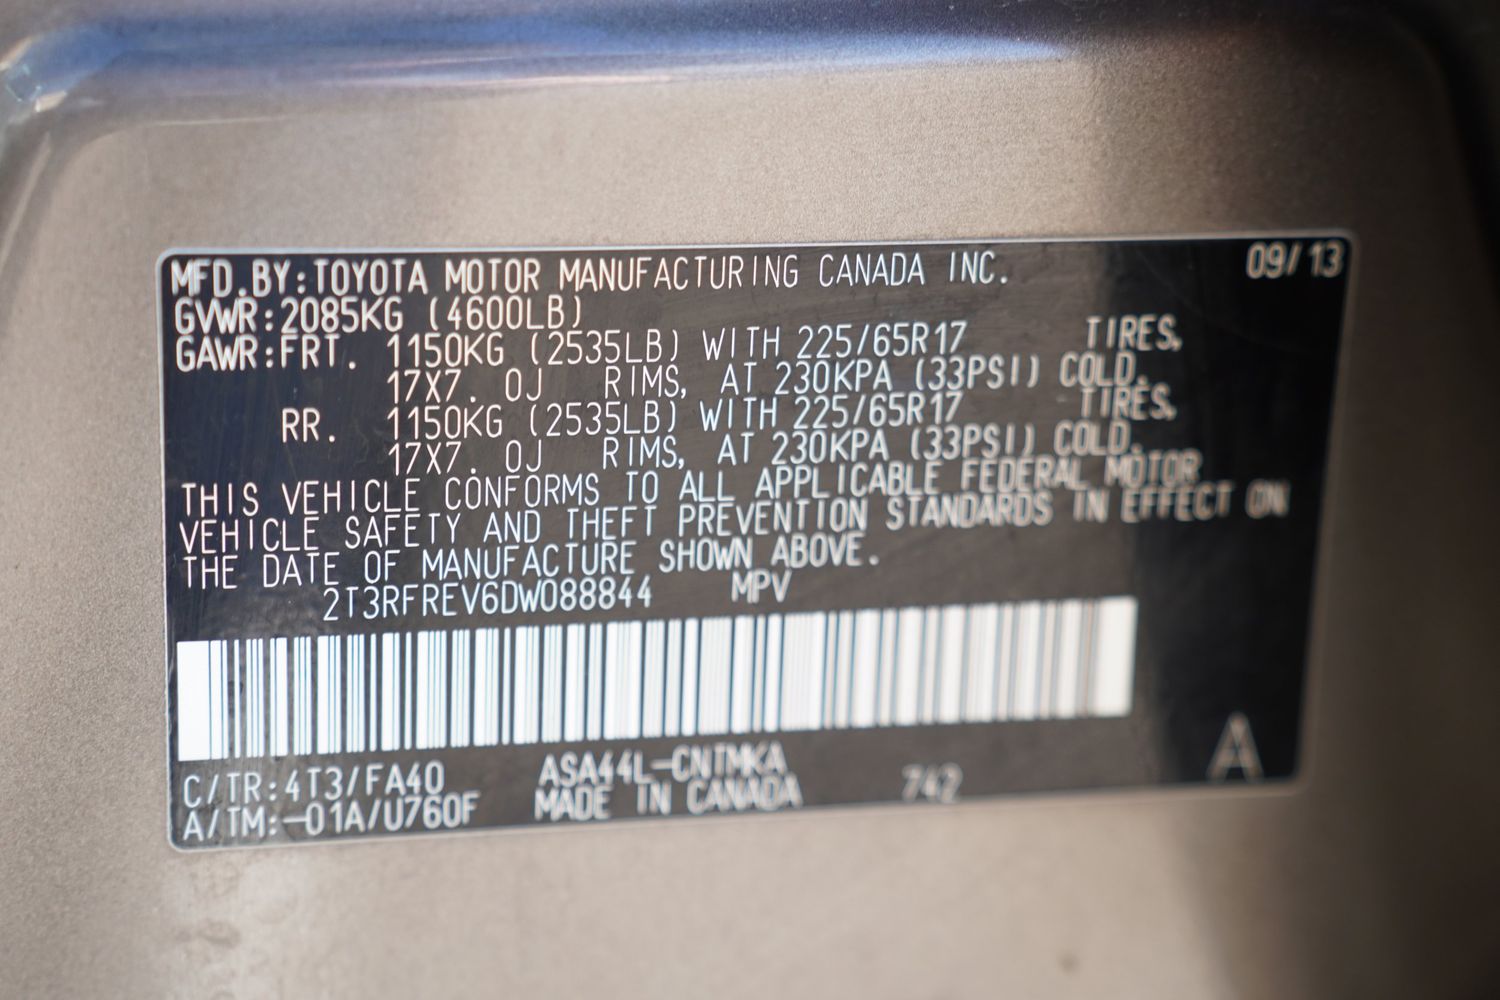 MFD.BY:TOYOTA MOTOR MANUFACTURING CANADA INC. 09/13
GVWR:2085KG (4600LB)
GAWR:FRT. 1150KG (2535LB) WITH 225/65R17 TIRES,
17X7.0J RIMS, AT 230KPA (33PSI) COLD.
RR. 1150KG (2535LB) WITH 225/65R17 TIRES,
17X7.0J RIMS, AT 230KPA (33PSI) COLD.
THIS VEHICLE CONFORMS TO ALL APPLICABLE FEDERAL MOTOR
VEHICLE SAFETY AND THEFT PREVENTION STANDARDS IN EFFECT ON
THE DATE OF MANUFACTURE SHOWN ABOVE.
2T3RFREV6DW088844 MPV
C/TR:4T3/FA40 ASA44L-CNTMKA 742 A
A/TM:-01A/U760F MADE IN CANADA